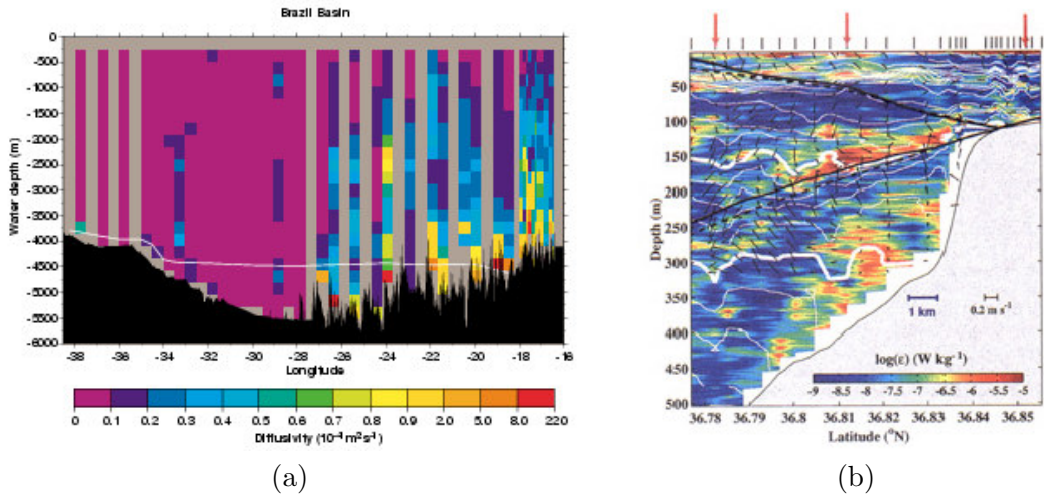 Brazil Basin
0
-500
-1000
-1500
-2000
-2500
-3000
-3500
-4000
-4500
-5000
-5500
-6000
Water depth (m)
-38 -36 -34 -32 -30 -28 -26 -24 -22 -20 -18 -16
Longitude
0 0.1 0.2 0.3 0.4 0.5 0.6 0.7 0.8 0.9 2.0 5.0 8.0 220
Diffusivity (10⁻⁴ m²s⁻¹)
(a)
(b)
50
100
150
200
250
300
350
400
450
500
Depth (m)
1 km
0.2 m s⁻¹
log(ε) (W kg⁻¹)
-9 -8.5 -8 -7.5 -7 -6.5 -6 -5.5 -5
36.78 36.79 36.80 36.81 36.82 36.83 36.84 36.85
Latitude (°N)
(b)